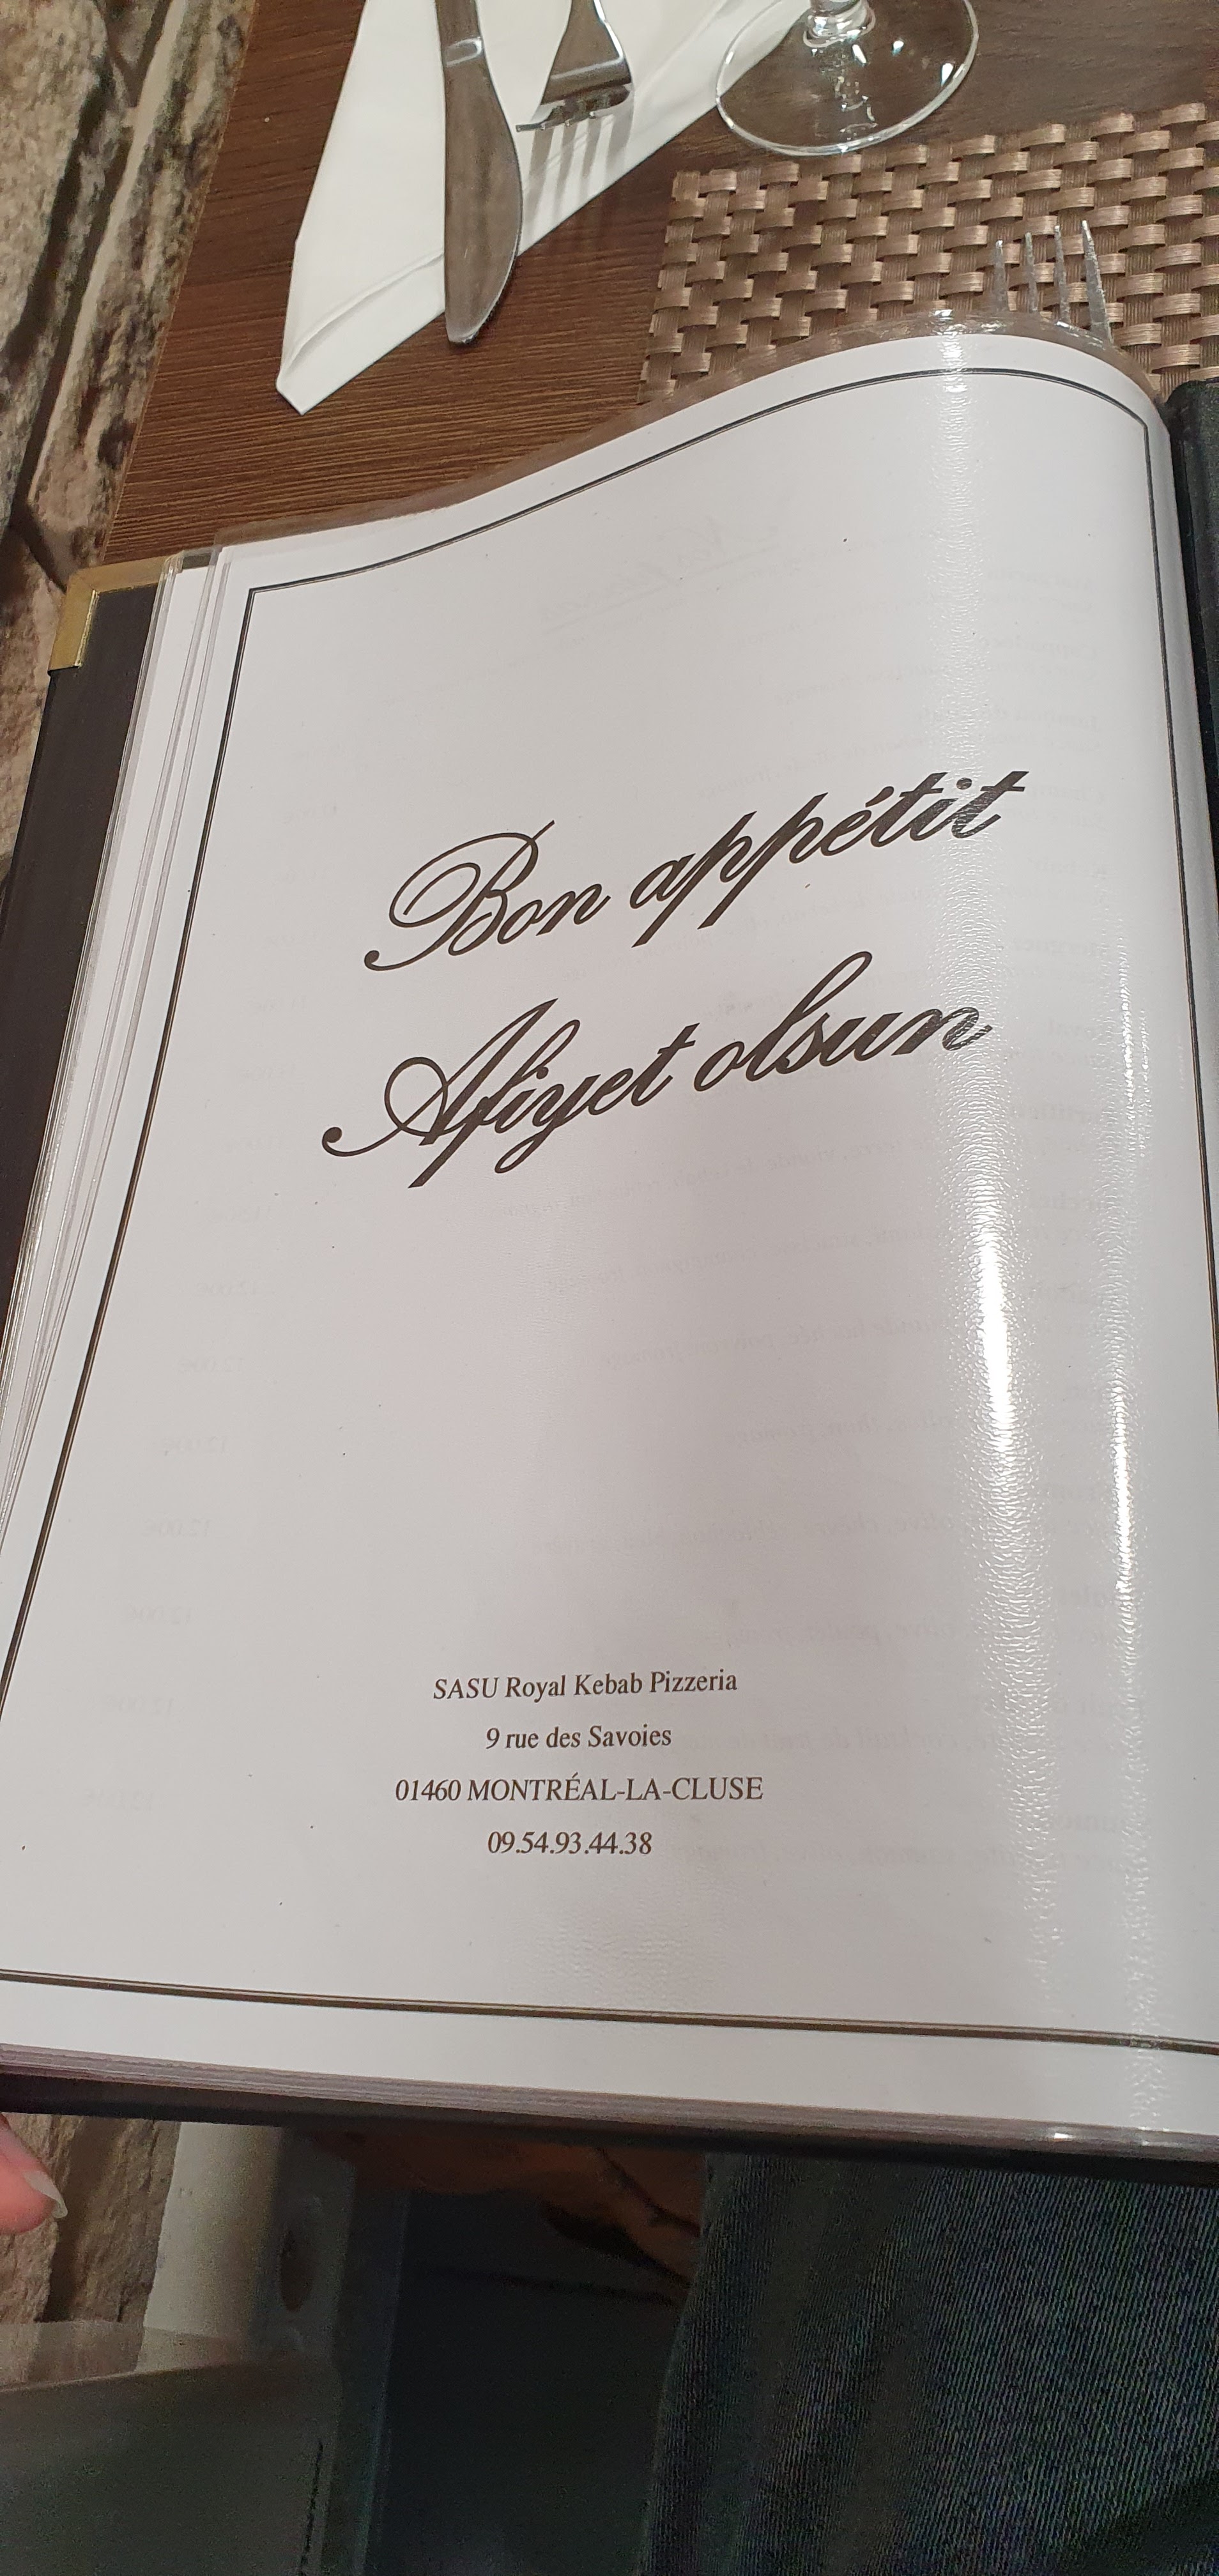 Bon appétit
Afiyet olsun
SASU Royal Kebab Pizzeria
9 rue des Savoies
01460 MONTRÉAL-LA-CLUSE
09.54.93.44.38